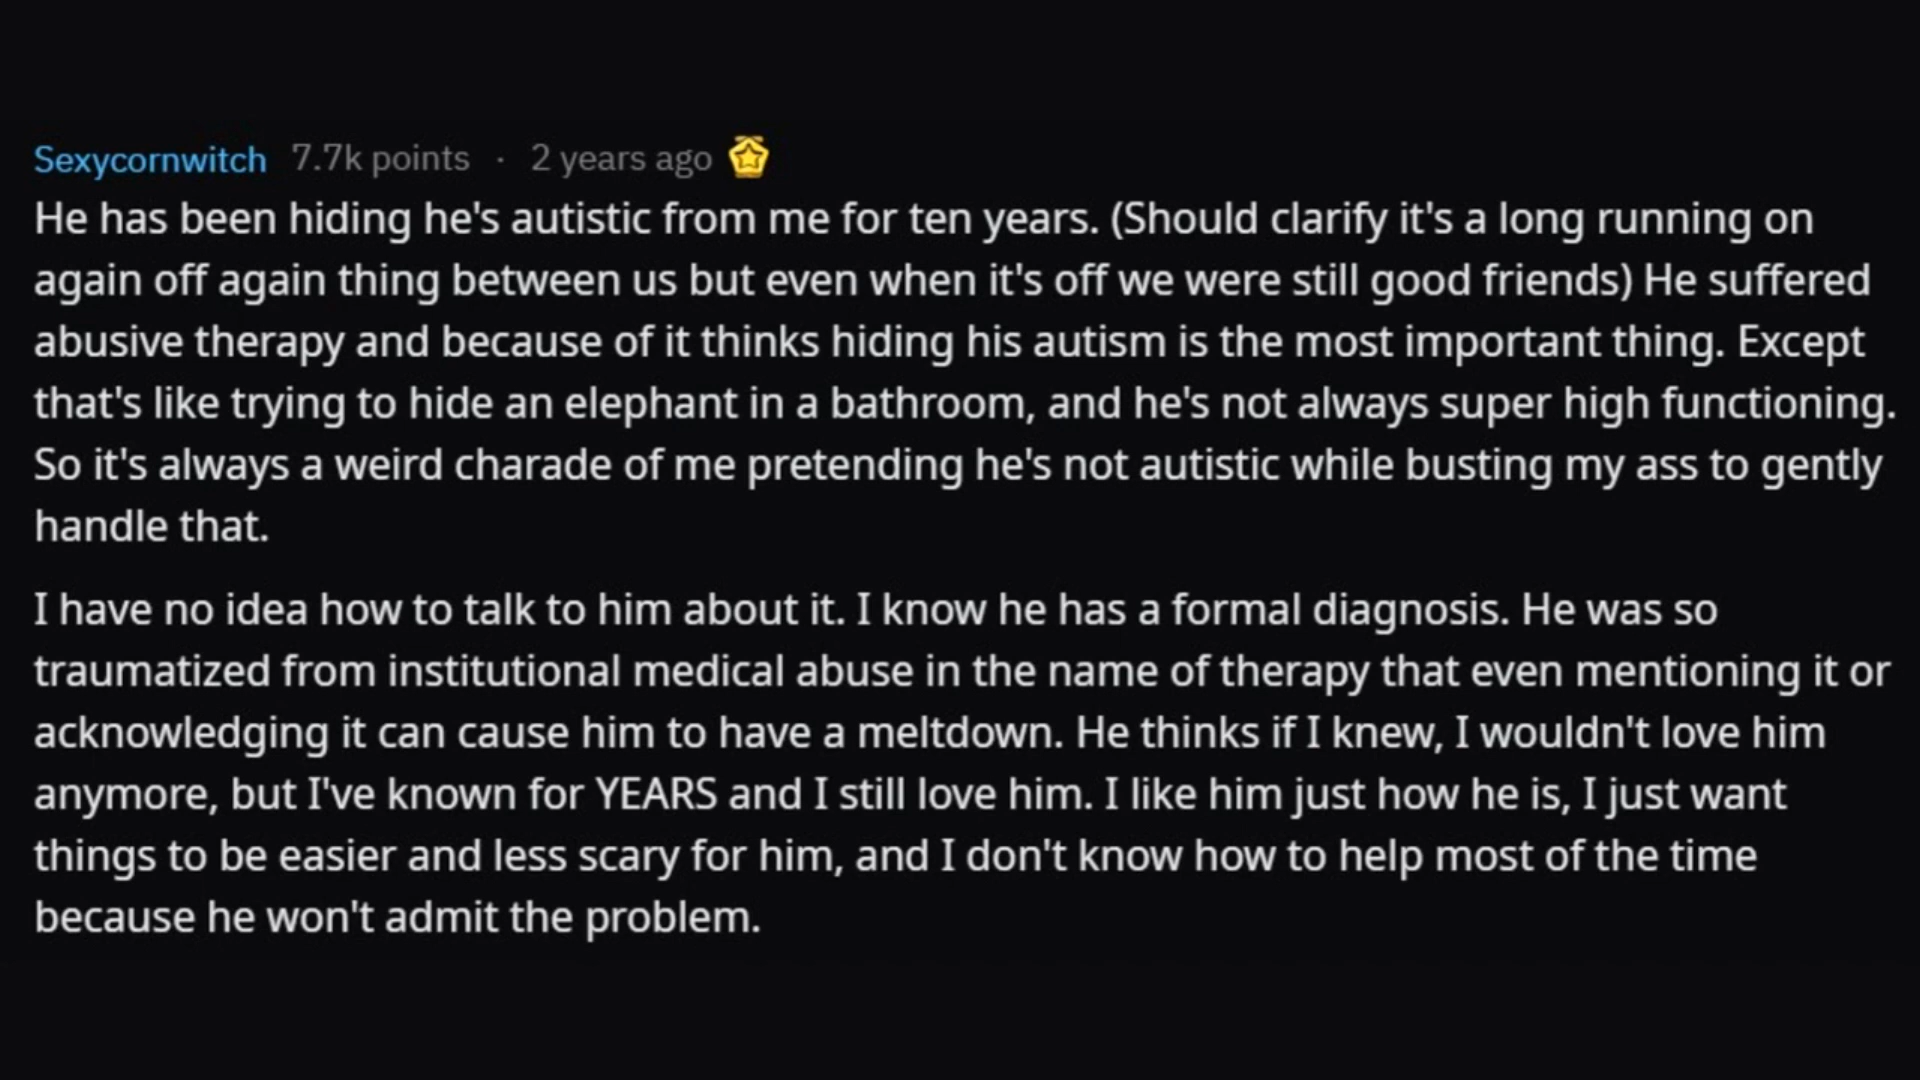 Sexycornwitch 7.7k points · 2 years ago
He has been hiding he's autistic from me for ten years. (Should clarify it's a long running on
again off again thing between us but even when it's off we were still good friends) He suffered
abusive therapy and because of it thinks hiding his autism is the most important thing. Except
that's like trying to hide an elephant in a bathroom, and he's not always super high functioning.
So it's always a weird charade of me pretending he's not autistic while busting my ass to gently
handle that.
I have no idea how to talk to him about it. I know he has a formal diagnosis. He was so
traumatized from institutional medical abuse in the name of therapy that even mentioning it or
acknowledging it can cause him to have a meltdown. He thinks if I knew, I wouldn't love him
anymore, but I've known for YEARS and I still love him. I like him just how he is, I just want
things to be easier and less scary for him, and I don't know how to help most of the time
because he won't admit the problem.